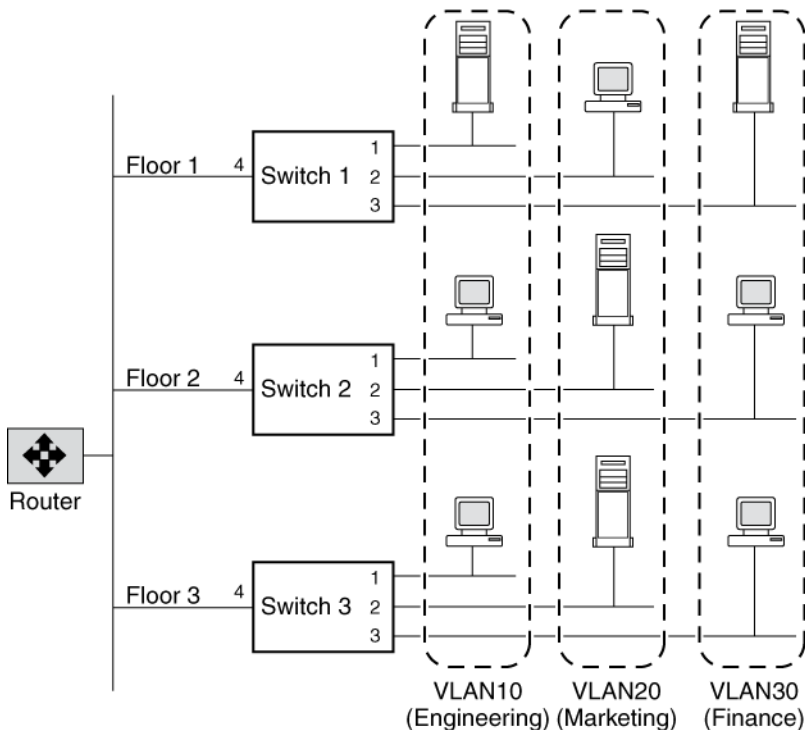 1
Floor 1 4 Switch 1 2
3
1
Floor 2 4 Switch 2 2
3
Router
1
Floor 3 4 Switch 3 2
3
VLAN10 VLAN20 VLAN30
(Engineering) (Marketing) (Finance)